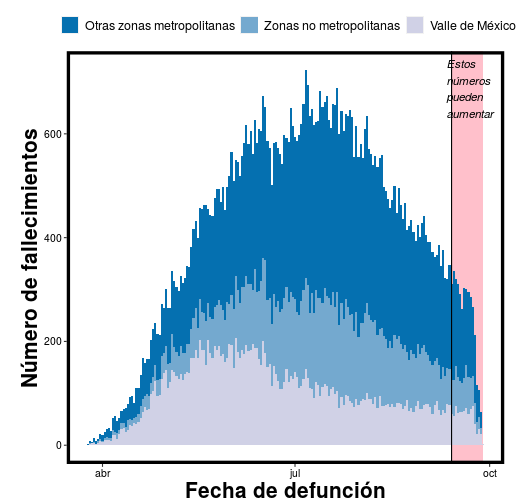 Otras zonas metropolitanas Zonas no metropolitanas Valle de México
Estos
números
pueden
aumentar
600
400
200
0
Número de fallecimientos
abr jul oct
Fecha de defunción